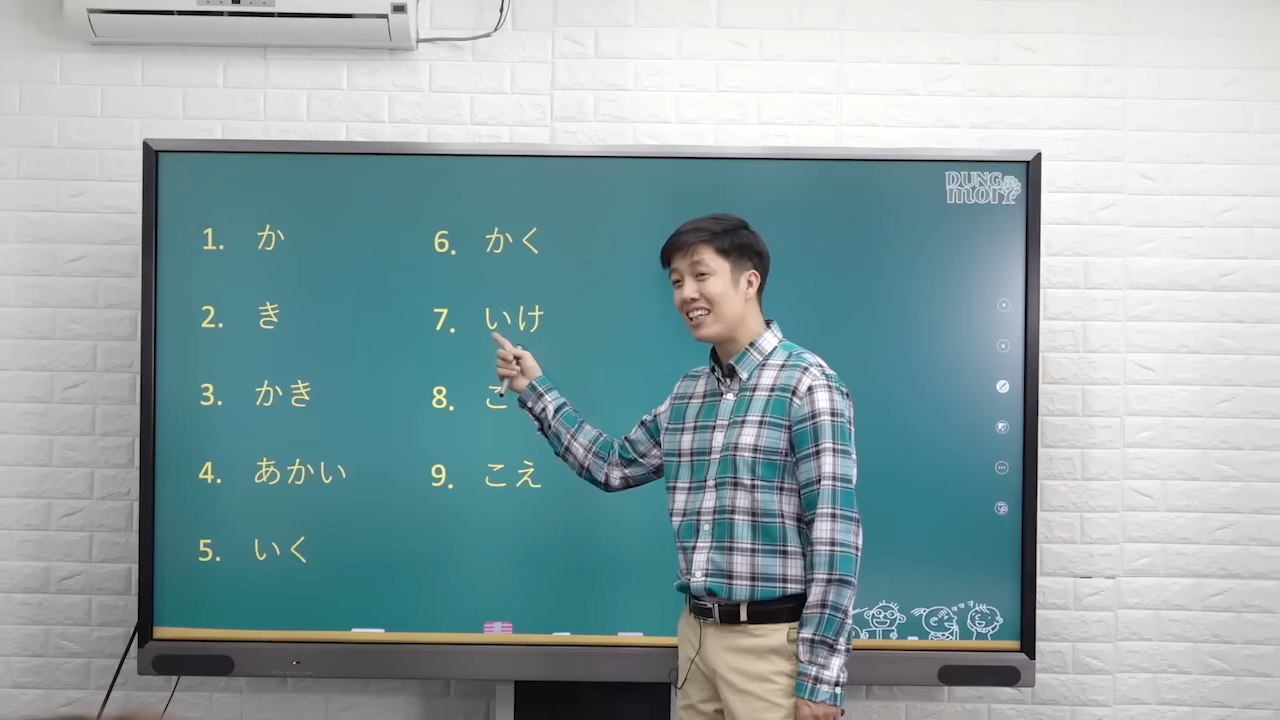 1. か
2. き
3. かき
4. あかい
5. いく
6. かく
7. いけ
8. こ
9. こえ
DUNG
mori